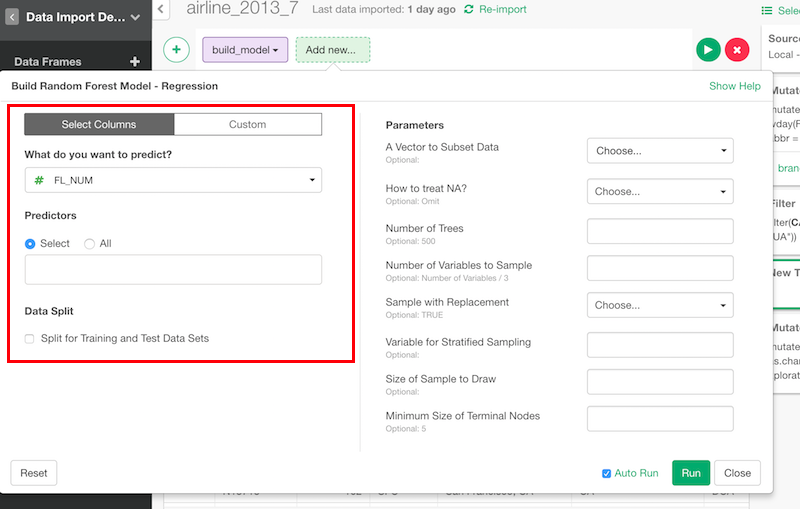 Data Import De...
airline_2013_7
Last data imported: 1 day ago
Re-import
Data Frames
build_model
Add new...
Build Random Forest Model - Regression
Show Help
Select Columns
Custom
What do you want to predict?
# FL_NUM
Predictors
Select
All
Data Split
Split for Training and Test Data Sets
Parameters
A Vector to Subset Data
Optional:
Choose...
How to treat NA?
Optional: Omit
Choose...
Number of Trees
Optional: 500
Number of Variables to Sample
Optional: Number of Variables / 3
Sample with Replacement
Optional: TRUE
Choose...
Variable for Stratified Sampling
Optional:
Size of Sample to Draw
Optional:
Minimum Size of Terminal Nodes
Optional: 5
Reset
Auto Run
Run
Close
Selec
Source
Local -
Mutate
mutate
wday(F
bbr =
bran
Filter
lter(CA
UA"))
New T
Mutat
mutate
s.char
plorat